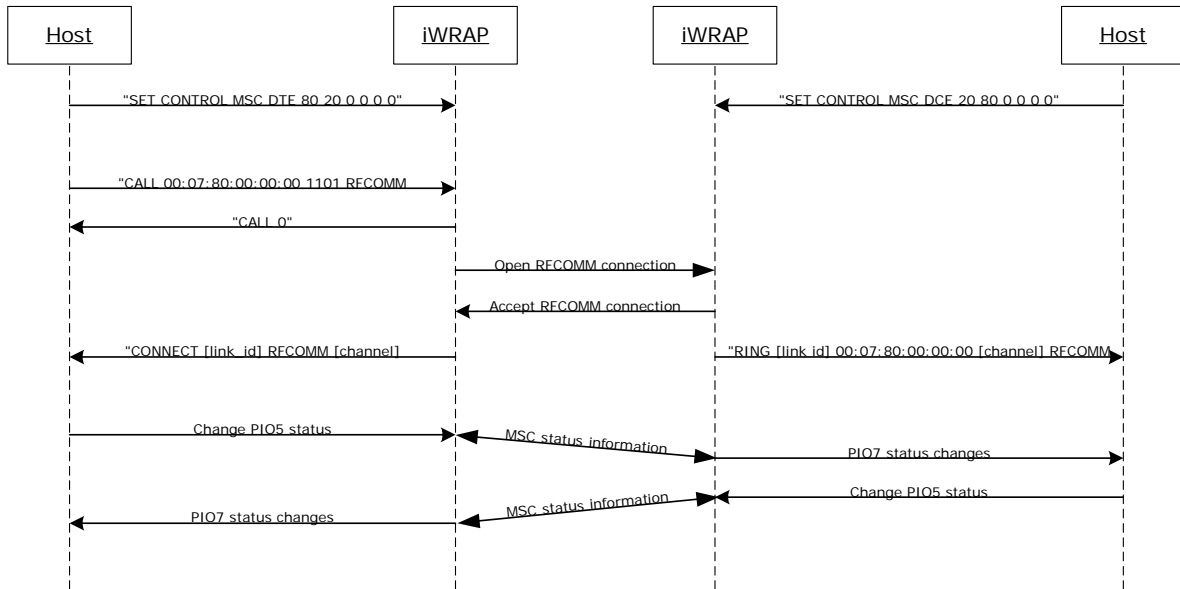 Host
iWRAP
iWRAP
Host
"SET CONTROL MSC DTE 80 20 0 0 0 0"
"SET CONTROL MSC DCE 20 80 0 0 0 0"
"CALL 00:07:80:00:00:00 1101 RFCOMM
"CALL 0"
Open RFCOMM connection
Accept RFCOMM connection
"CONNECT [link_id] RFCOMM [channel]
"RING [link id] 00:07:80:00:00:00 [channel] RFCOMM
Change PIO5 status
MSC status information
PIO7 status changes
Change PIO5 status
MSC status information
PIO7 status changes